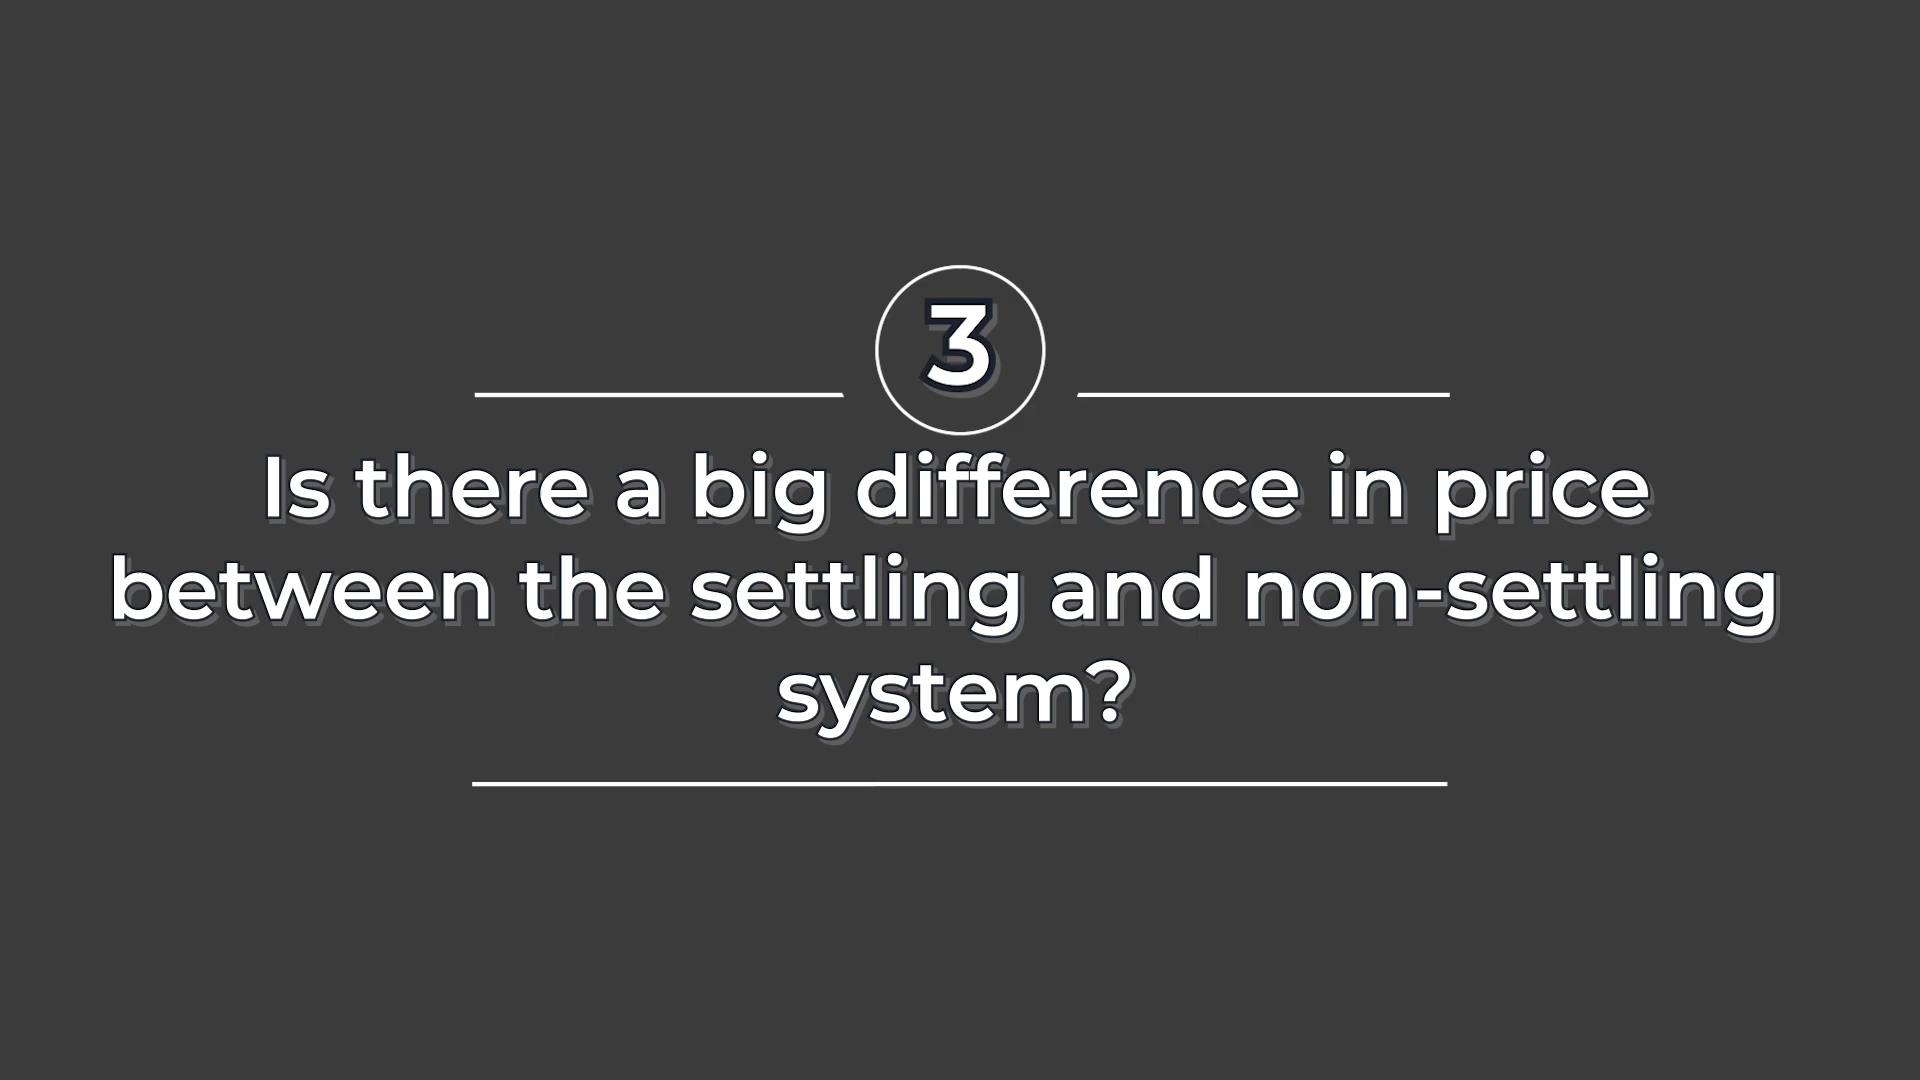 3
Is there a big difference in price
between the settling and non-settling
system?